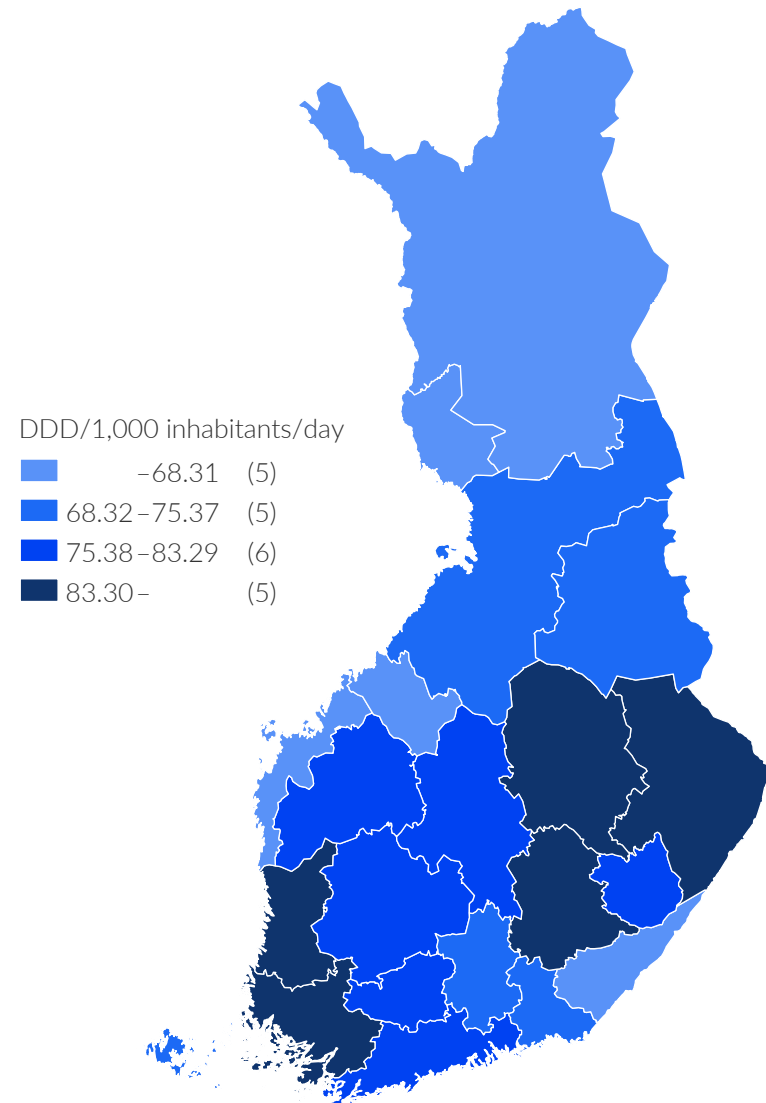 DDD/1,000 inhabitants/day
–68.31 (5)
68.32–75.37 (5)
75.38–83.29 (6)
83.30– (5)